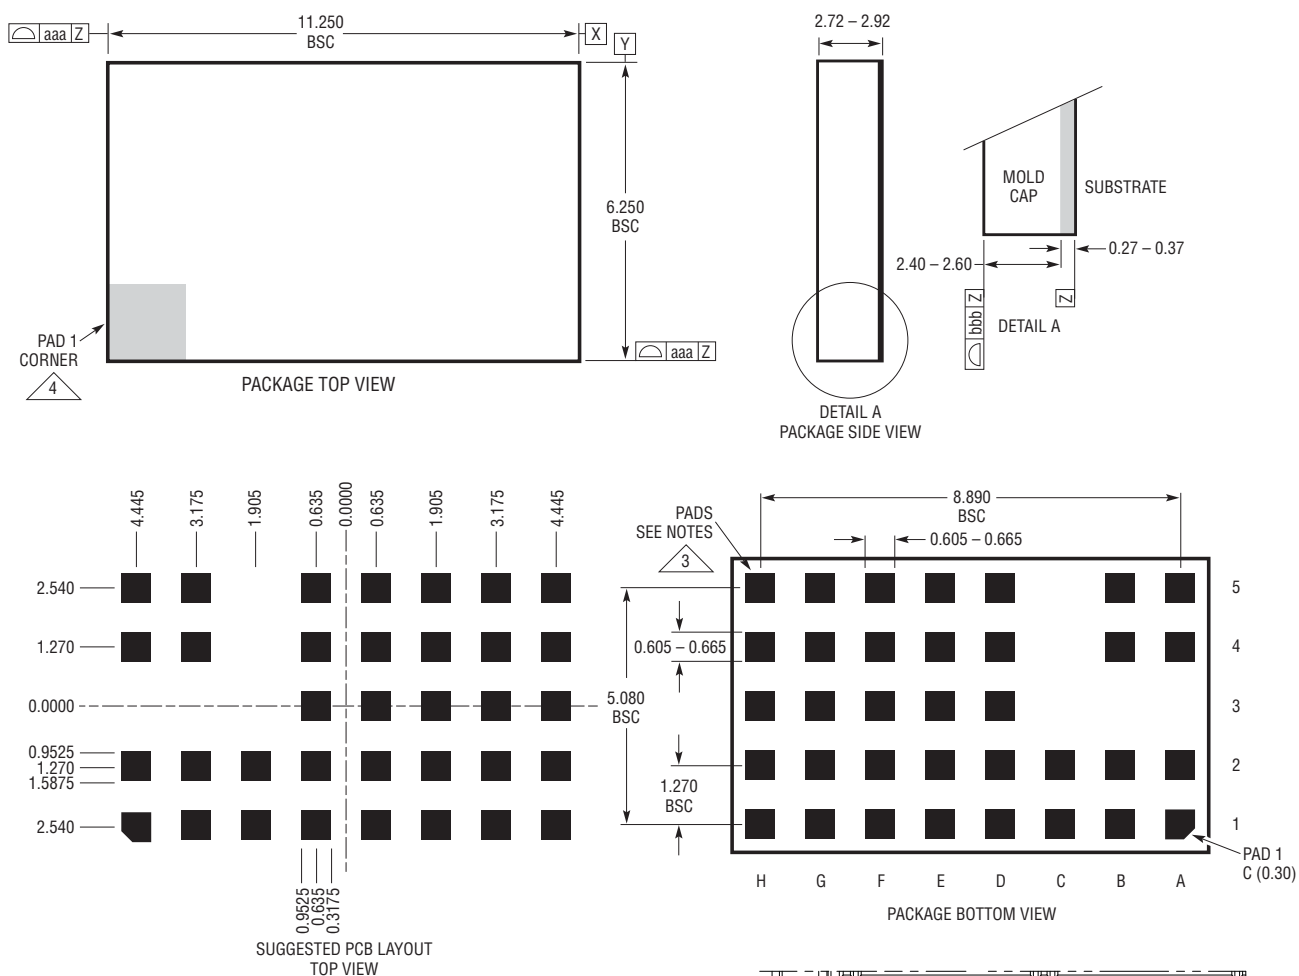 aaa Z
11.250
BSC
X
Y
6.250
BSC
aaa Z
PAD 1
CORNER
4
PACKAGE TOP VIEW
2.72 – 2.92
MOLD
CAP
SUBSTRATE
0.27 – 0.37
2.40 – 2.60
bbb Z
Z
DETAIL A
DETAIL A
PACKAGE SIDE VIEW
4.445
3.175
1.905
0.635
0.0000
0.635
1.905
3.175
4.445
2.540
1.270
0.0000
0.9525
1.270
1.5875
2.540
0.9525
0.635
0.3175
SUGGESTED PCB LAYOUT
TOP VIEW
PADS
SEE NOTES
3
8.890
BSC
0.605 – 0.665
0.605 – 0.665
5.080
BSC
1.270
BSC
5
4
3
2
1
PAD 1
C (0.30)
H G F E D C B A
PACKAGE BOTTOM VIEW